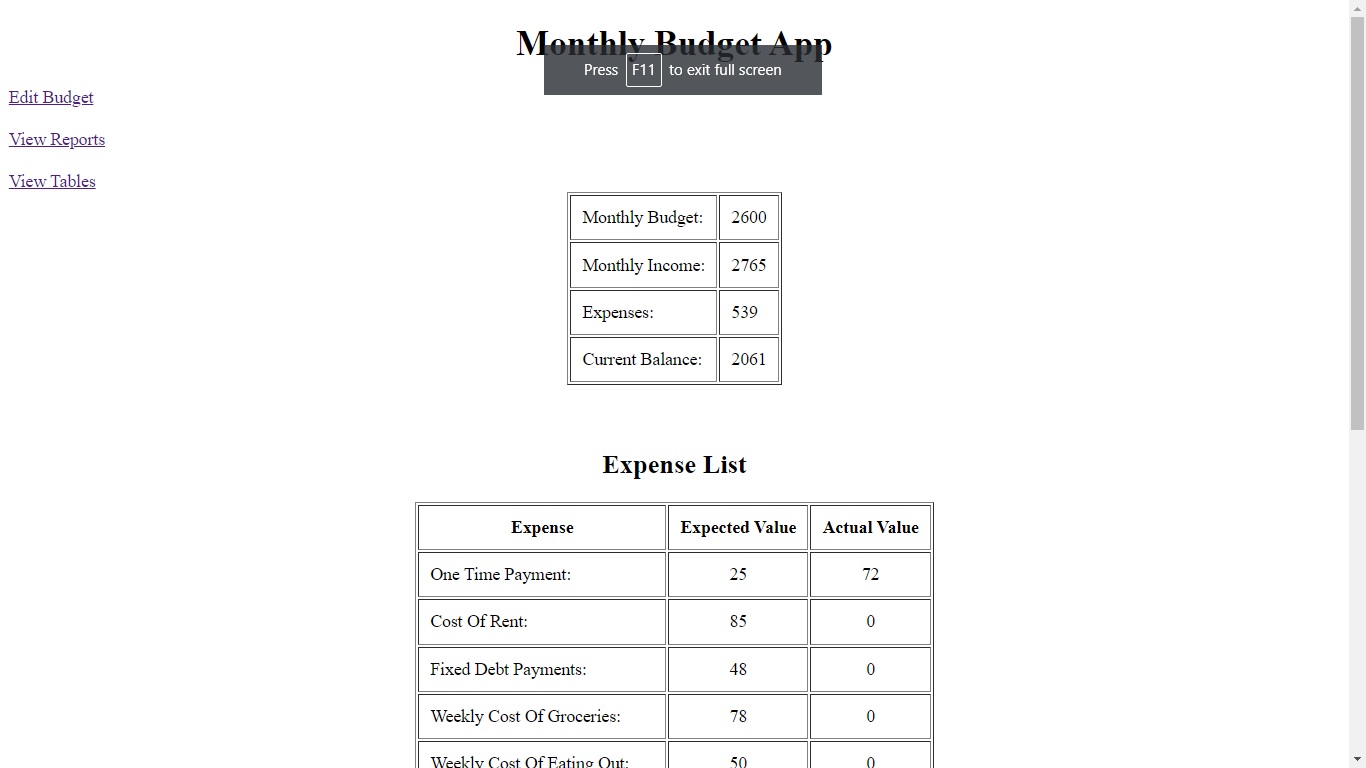 Monthly Budget App
Press F11 to exit full screen
Edit Budget
View Reports
View Tables
Monthly Budget: 2600
Monthly Income: 2765
Expenses: 539
Current Balance: 2061
Expense List
Expense Expected Value Actual Value
One Time Payment: 25 72
Cost Of Rent: 85 0
Fixed Debt Payments: 48 0
Weekly Cost Of Groceries: 78 0
Weekly Cost Of Eating Out: 50 0